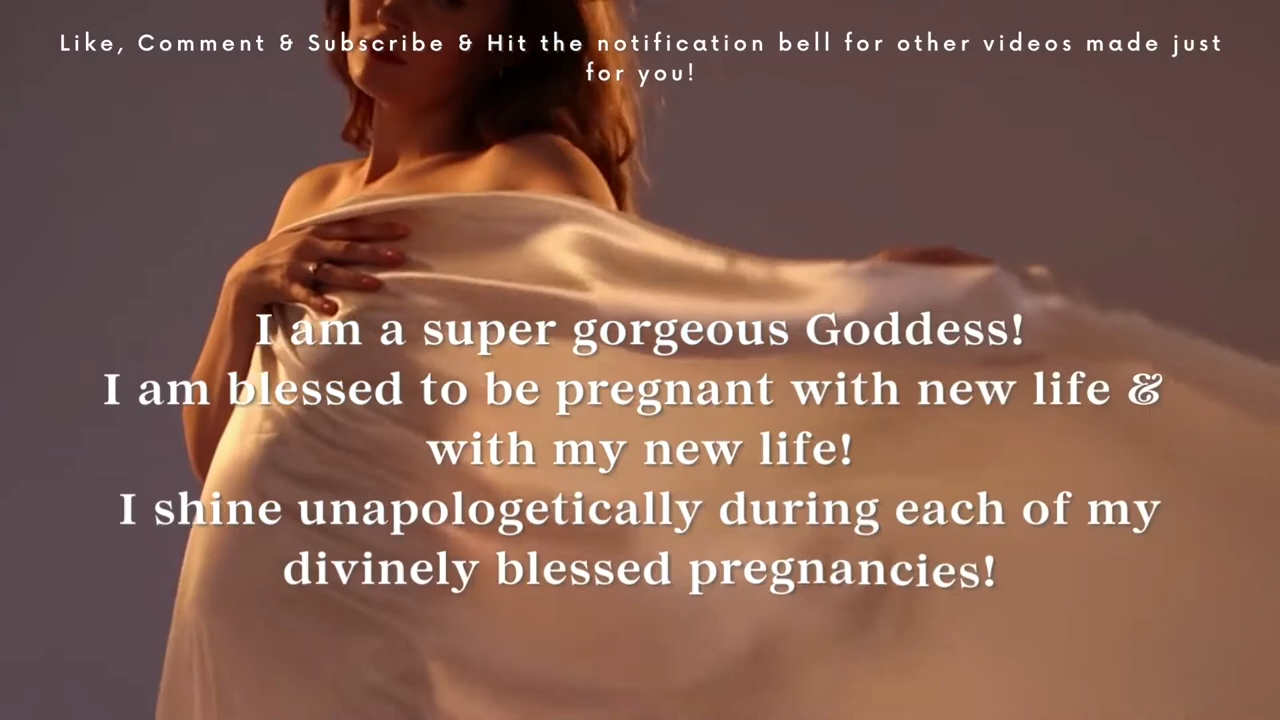 Like, Comment & Subscribe & Hit the notification bell for other videos made just
for you!
I am a super gorgeous Goddess!
I am blessed to be pregnant with new life &
with my new life!
I shine unapologetically during each of my
divinely blessed pregnancies!